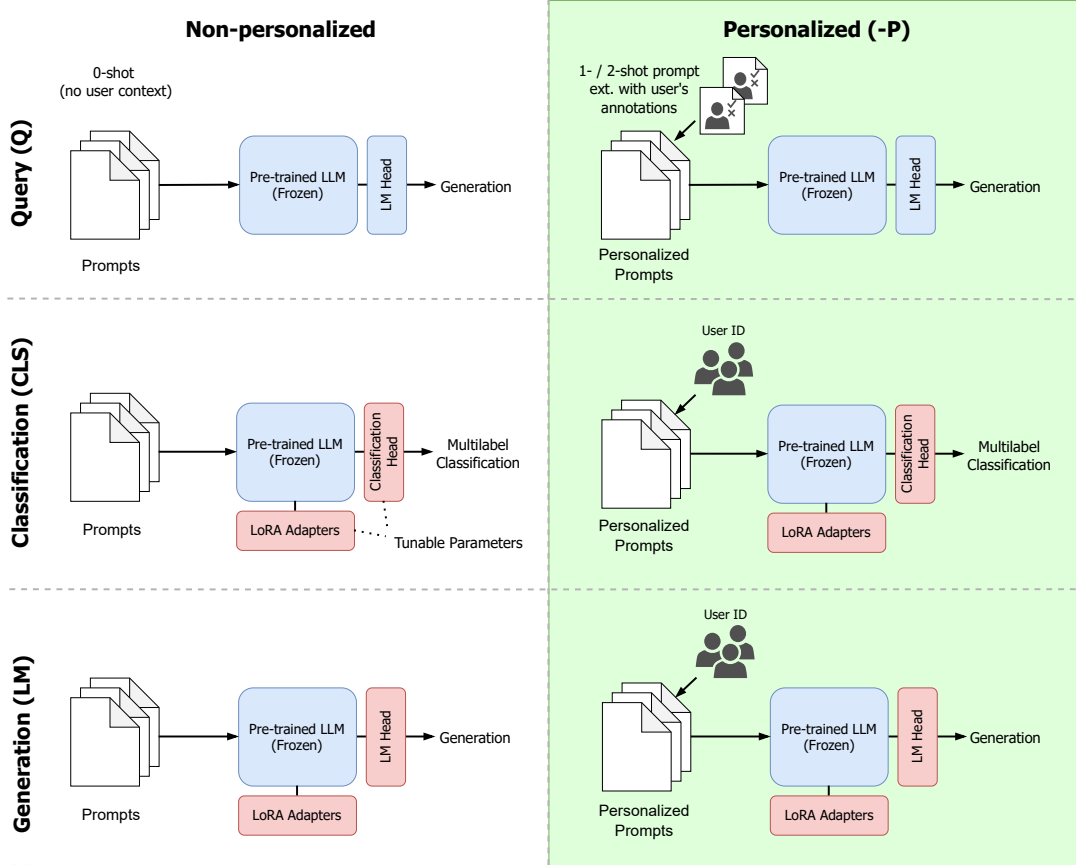 Non-personalized
Personalized (-P)
Query (Q)
0-shot
(no user context)
Prompts
Pre-trained LLM
(Frozen)
LM Head
Generation
1- / 2-shot prompt
ext. with user's
annotations
Personalized
Prompts
Pre-trained LLM
(Frozen)
LM Head
Generation
Classification (CLS)
Prompts
Pre-trained LLM
(Frozen)
Classification
Head
Multilabel
Classification
LoRA Adapters
Tunable Parameters
User ID
Personalized
Prompts
Pre-trained LLM
(Frozen)
Classification
Head
Multilabel
Classification
LoRA Adapters
Generation (LM)
Prompts
Pre-trained LLM
(Frozen)
LM Head
Generation
LoRA Adapters
User ID
Personalized
Prompts
Pre-trained LLM
(Frozen)
LM Head
Generation
LoRA Adapters